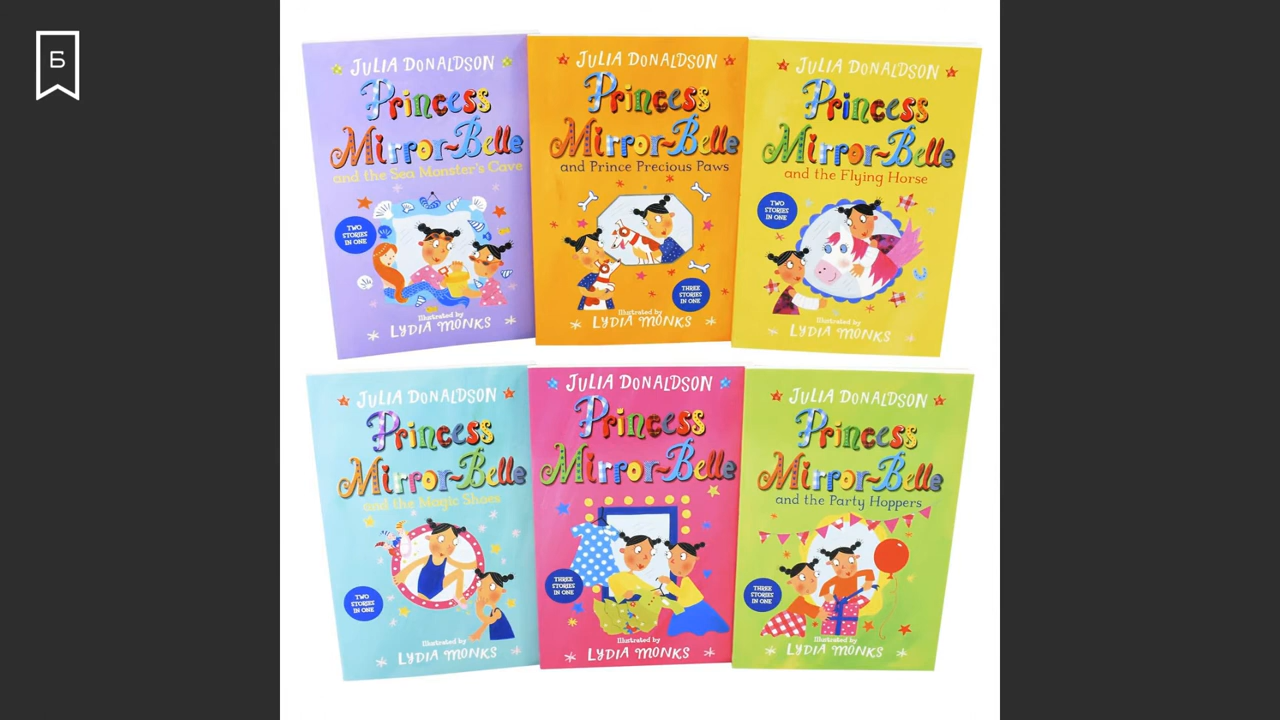 Б
JULIA DONALDSON
Princess
Mirror-Belle
and the Sea Monster's Cave
TWO
STORIES
IN ONE
Illustrated by
LYDIA MONKS
JULIA DONALDSON
Princess
Mirror-Belle
and Prince Precious Paws
THREE
STORIES
IN ONE
Illustrated by
LYDIA MONKS
JULIA DONALDSON
Princess
Mirror-Belle
and the Flying Horse
TWO
STORIES
IN ONE
Illustrated by
LYDIA MONKS
JULIA DONALDSON
Princess
Mirror-Belle
and the Magic Shoes
TWO
STORIES
IN ONE
Illustrated by
LYDIA MONKS
JULIA DONALDSON
Princess
Mirror-Belle
THREE
STORIES
IN ONE
Illustrated by
LYDIA MONKS
JULIA DONALDSON
Princess
Mirror-Belle
and the Party Hoppers
THREE
STORIES
IN ONE
Illustrated by
LYDIA MONKS